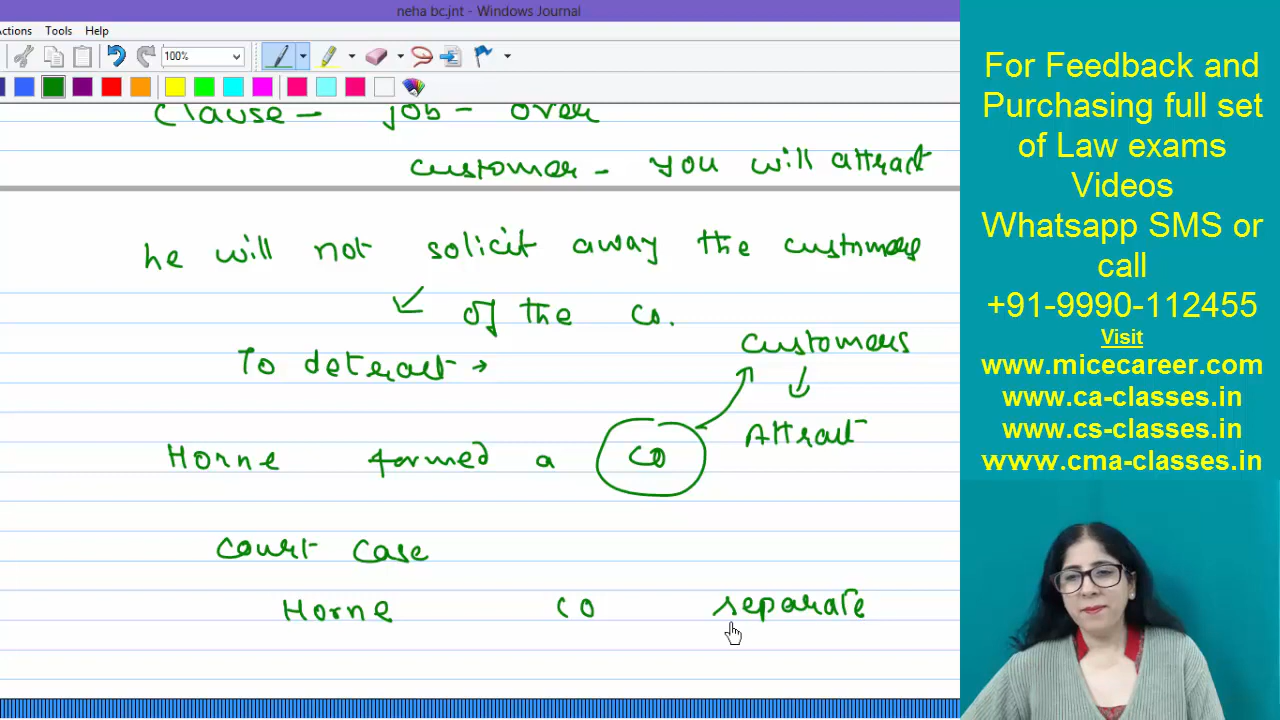 neha bc.jnt - Windows Journal
Actions Tools Help
100%
Clause - job - over
customer - you will attract
he will not solicit away the customers
of the co.
To detract →
customers
Attract
Horne formed a co
court case
Horne co separate
For Feedback and
Purchasing full set
of Law exams
Videos
Whatsapp SMS or
call
+91-9990-112455
Visit
www.micecareer.com
www.ca-classes.in
www.cs-classes.in
www.cma-classes.in